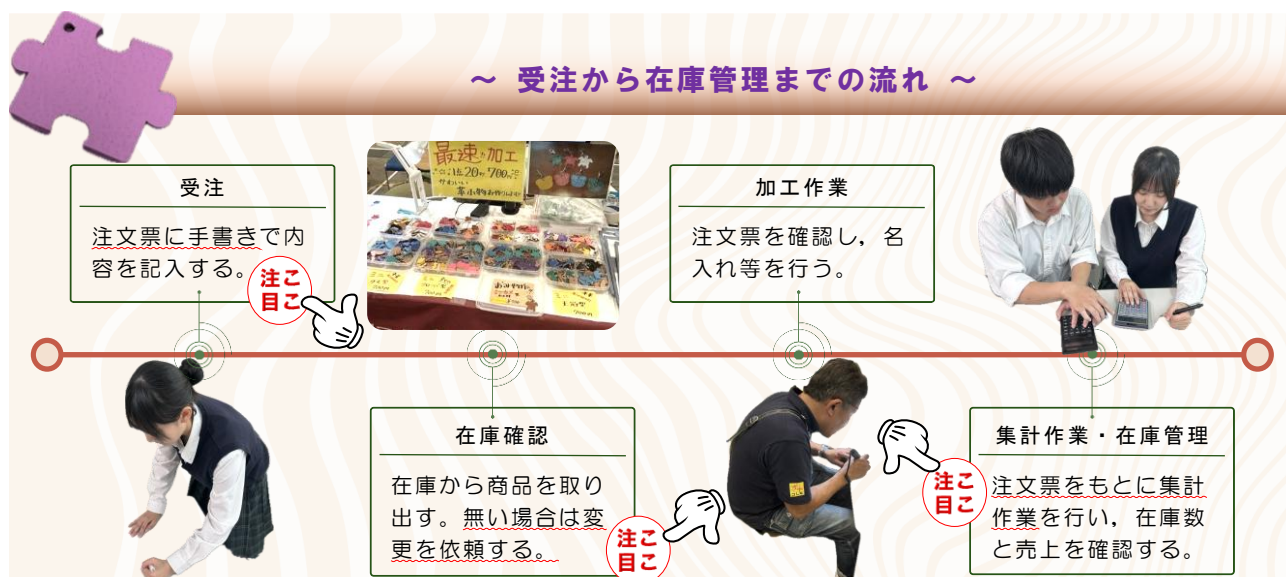 ～ 受注から在庫管理までの流れ ～
受注
注文票に手書きで内
容を記入する。
注ここ
目
最速の加工
在庫確認
在庫から商品を取り
出す。無い場合は変
更を依頼する。
ここ
注目
加工作業
注文票を確認し，名
入れ等を行う。
集計作業・在庫管理
注文票をもとに集計
作業を行い，在庫数
と売上を確認する。
ここ
注目